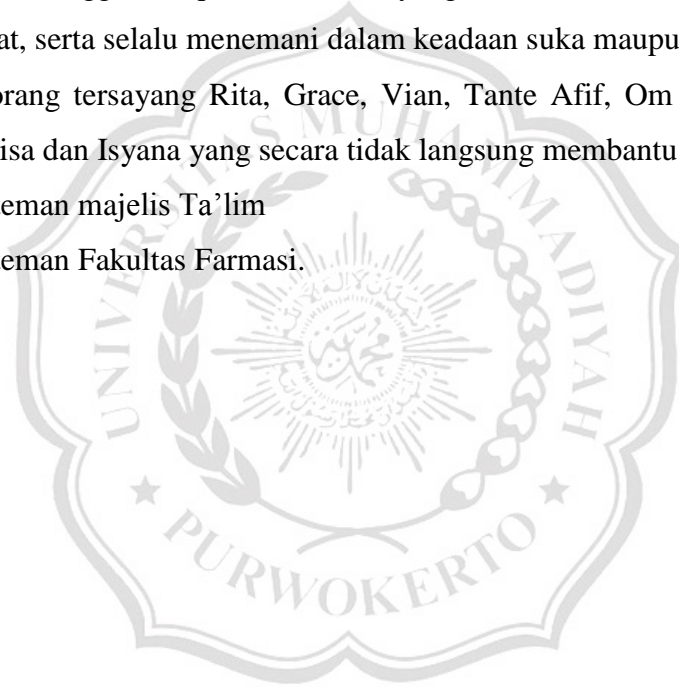 at, serta selalu menemani dalam keadaan suka maupu
orang tersayang Rita, Grace, Vian, Tante Afif, Om
isa dan Isyana yang secara tidak langsung membantu
eman majelis Ta’lim
eman Fakultas Farmasi.
UNIVERSITAS MUHAMMADIYAH
PURWOKERTO